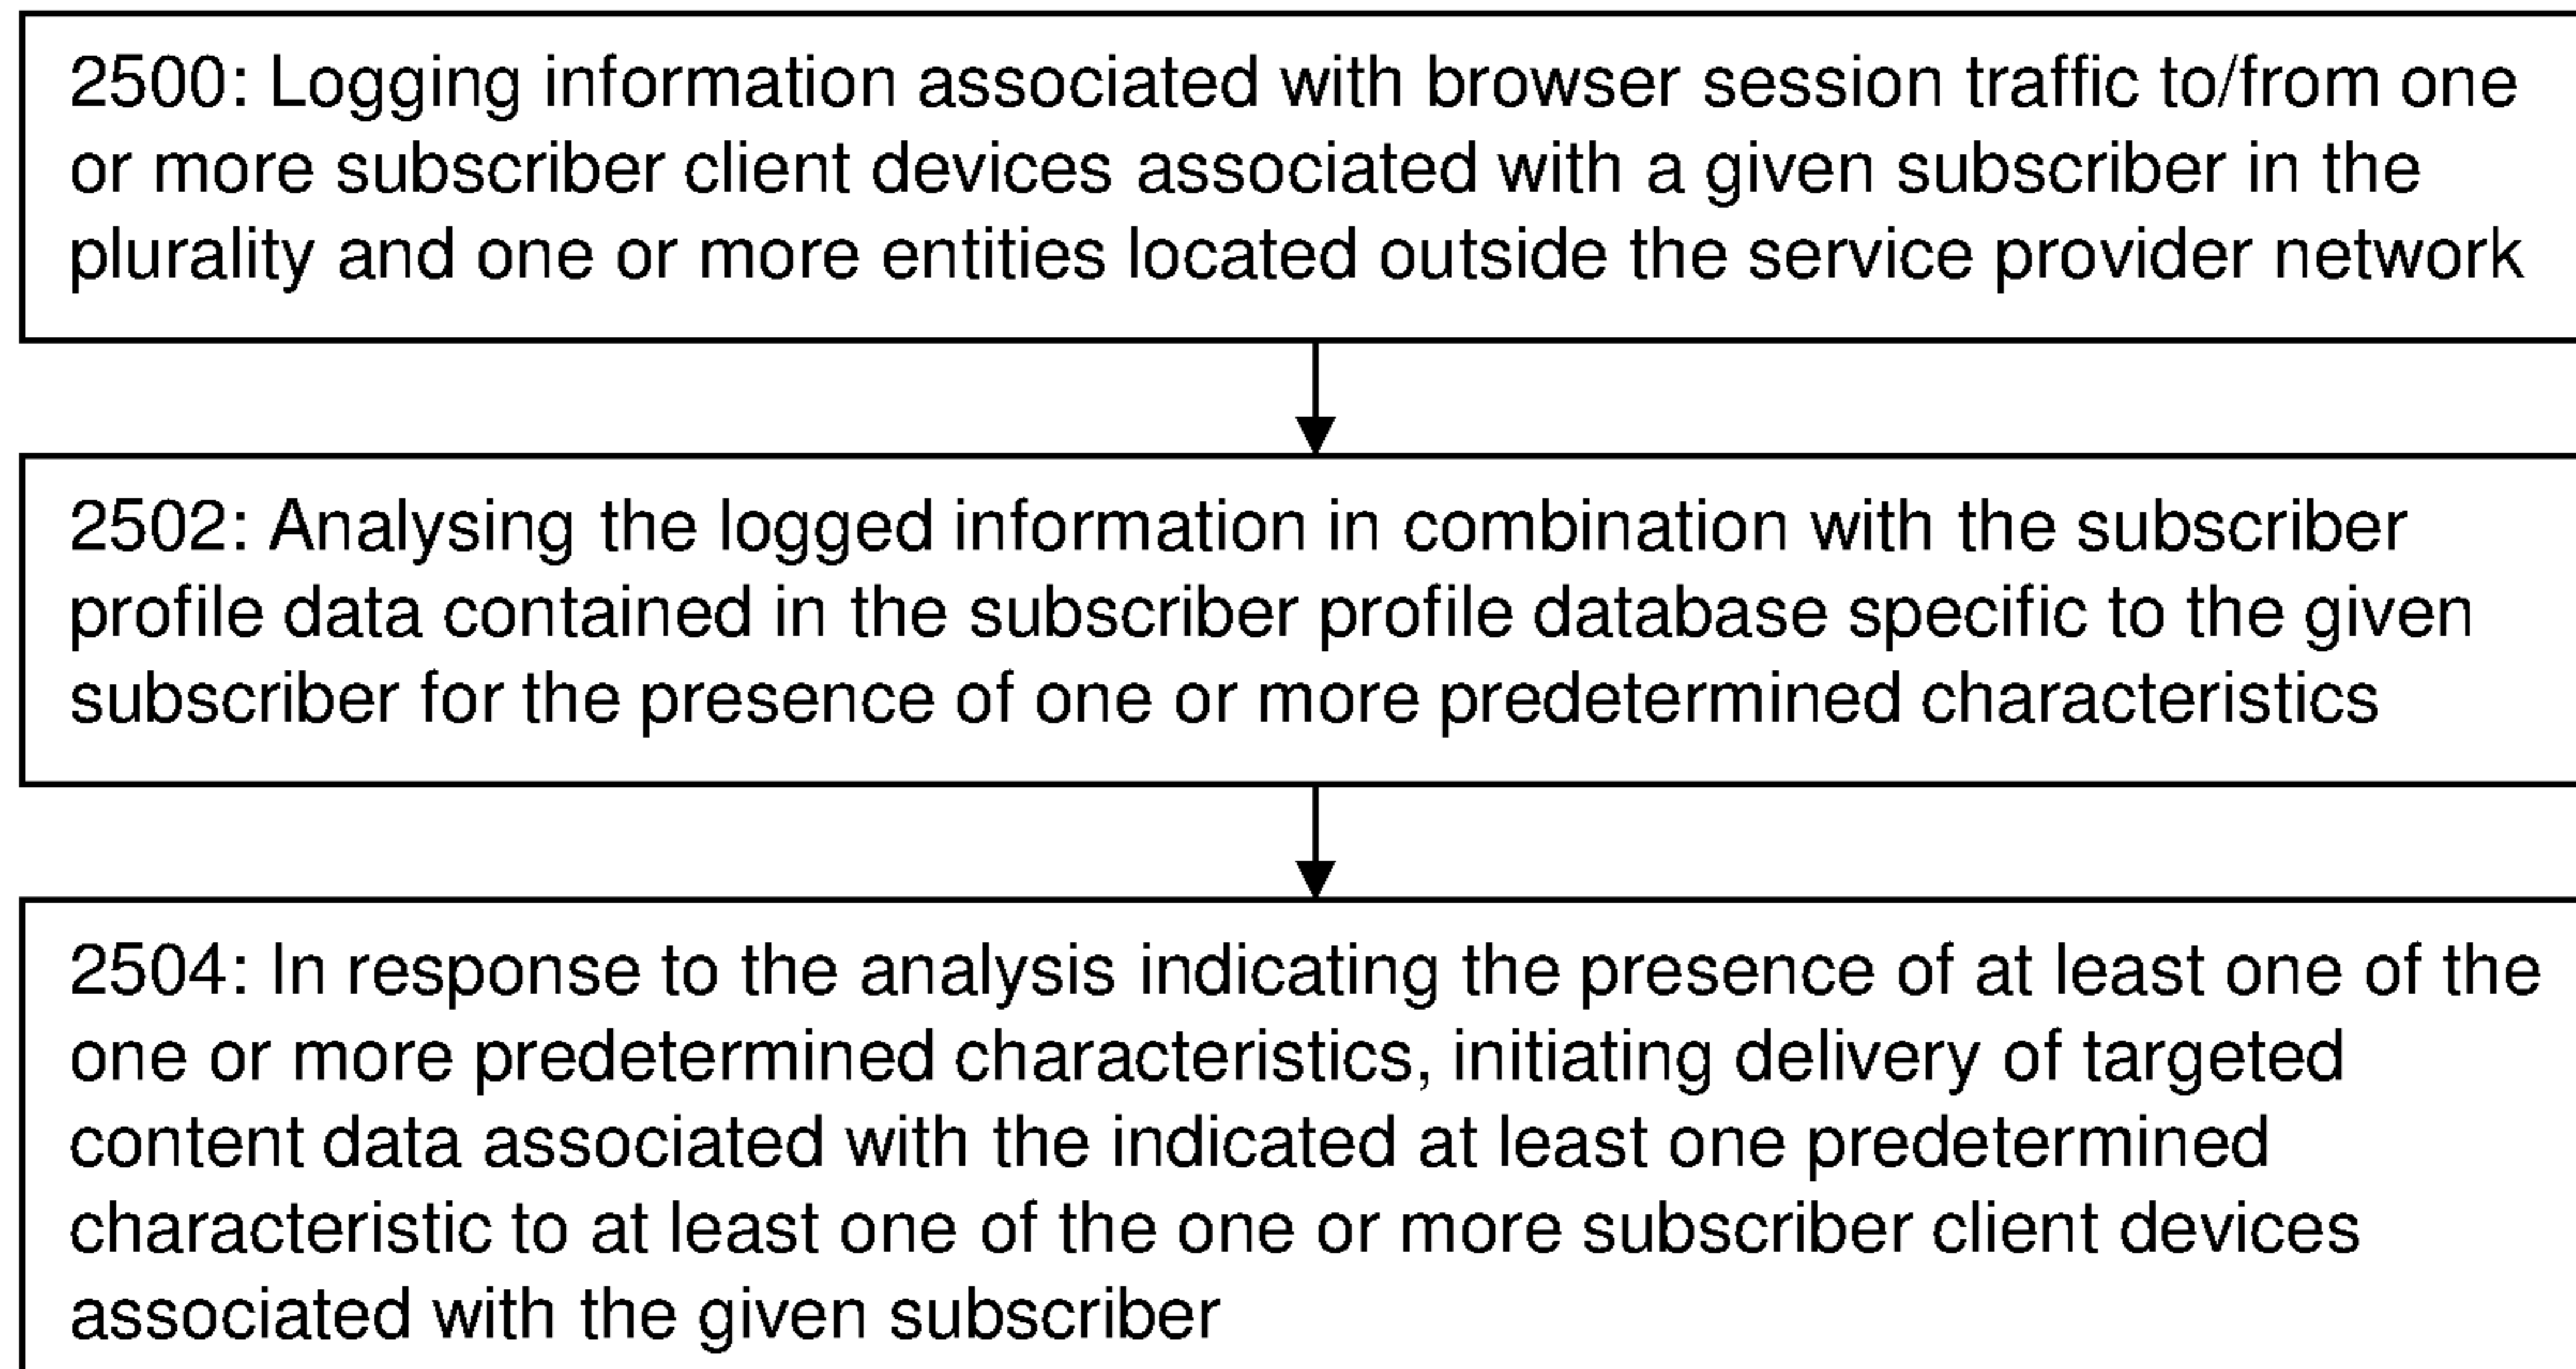 2500: Logging information associated with browser session traffic to/from one
or more subscriber client devices associated with a given subscriber in the
plurality and one or more entities located outside the service provider network
2502: Analysing the logged information in combination with the subscriber
profile data contained in the subscriber profile database specific to the given
subscriber for the presence of one or more predetermined characteristics
2504: In response to the analysis indicating the presence of at least one of the
one or more predetermined characteristics, initiating delivery of targeted
content data associated with the indicated at least one predetermined
characteristic to at least one of the one or more subscriber client devices
associated with the given subscriber